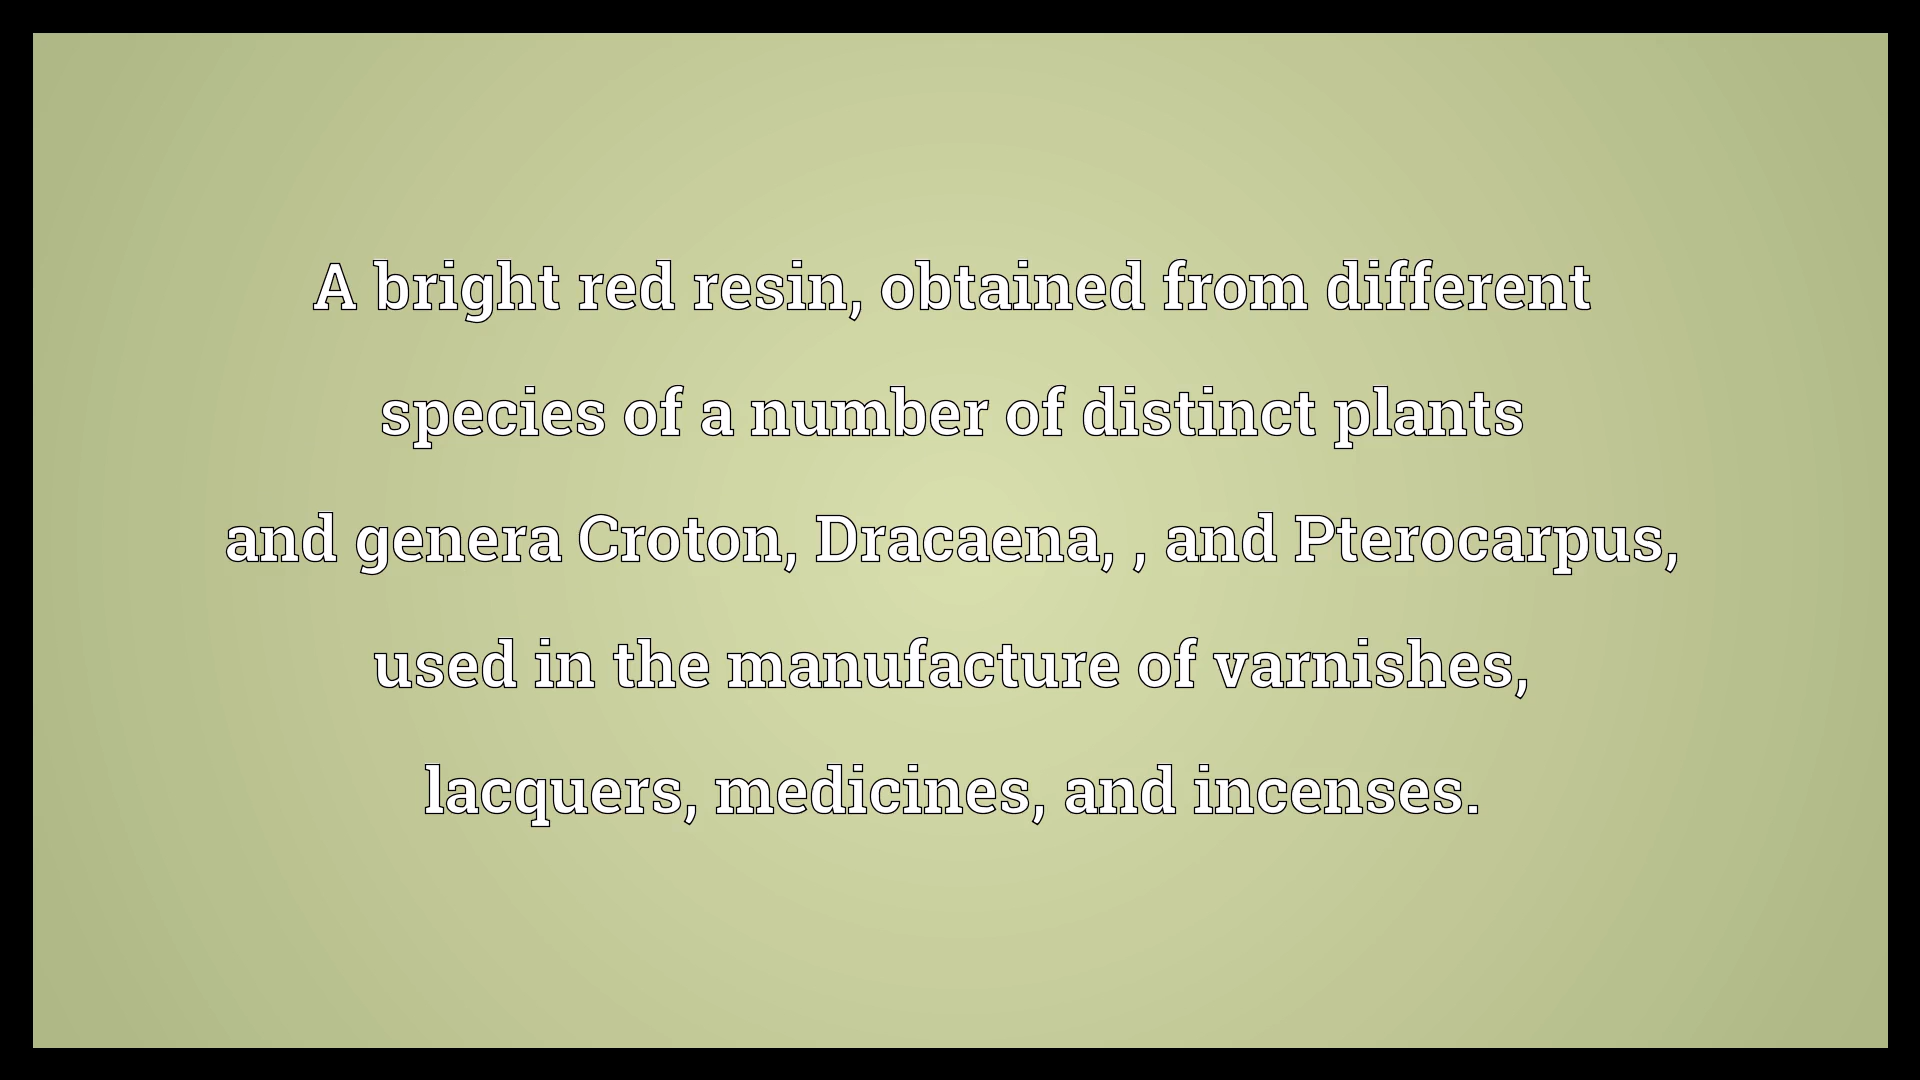 A bright red resin, obtained from different
species of a number of distinct plants
and genera Croton, Dracaena, , and Pterocarpus,
used in the manufacture of varnishes,
lacquers, medicines, and incenses.